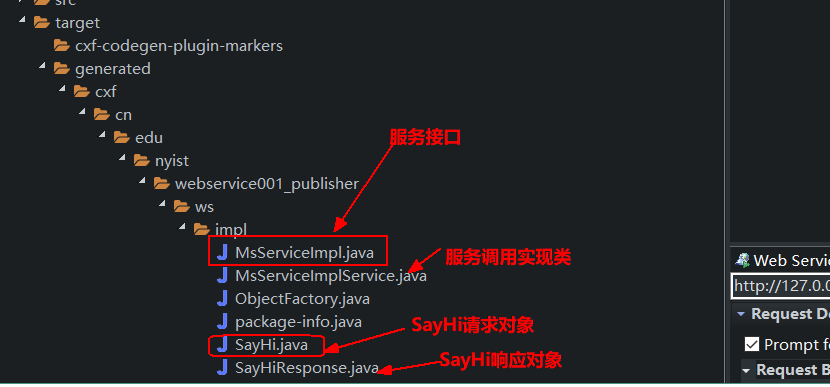 src
target
cxf-codegen-plugin-markers
generated
cxf
cn
服务接口
edu
nyist
webservice001_publisher
ws
impl
MsServiceImpl.java
服务调用实现类
MsServiceImplService.java
ObjectFactory.java
package-info.java
SayHi请求对象
SayHi.java
SayHi响应对象
SayHiResponse.java
Web Servic
http://127.0.0
Request De
Prompt fo
Request B